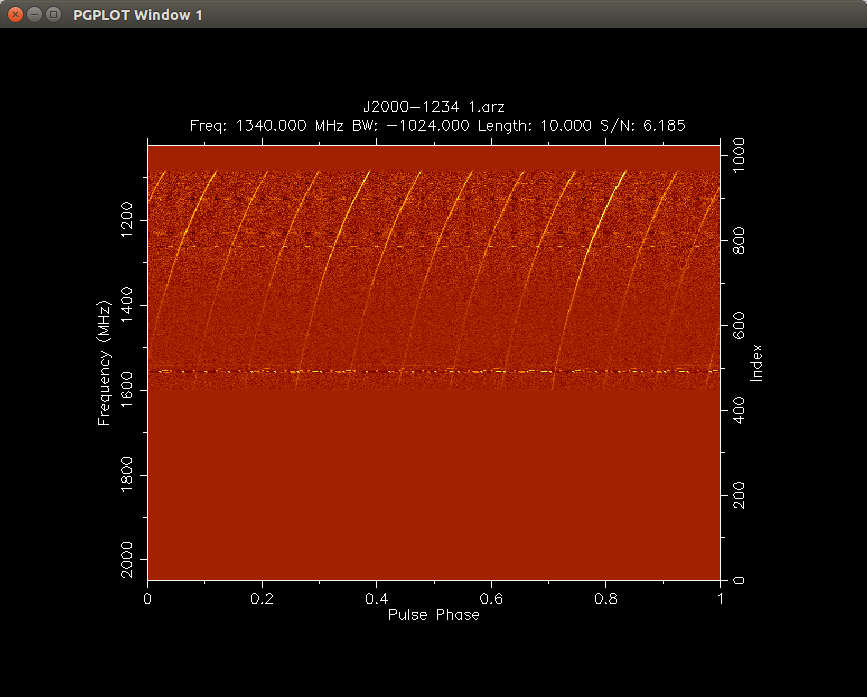 PGPLOT Window 1
J2000-1234 1.arz
Freq: 1340.000 MHz BW: -1024.000 Length: 10.000 S/N: 6.185
1200
1400
1600
1800
2000
Frequency (MHz)
1000
800
600
400
200
0
Index
0 0.2 0.4 0.6 0.8 1
Pulse Phase